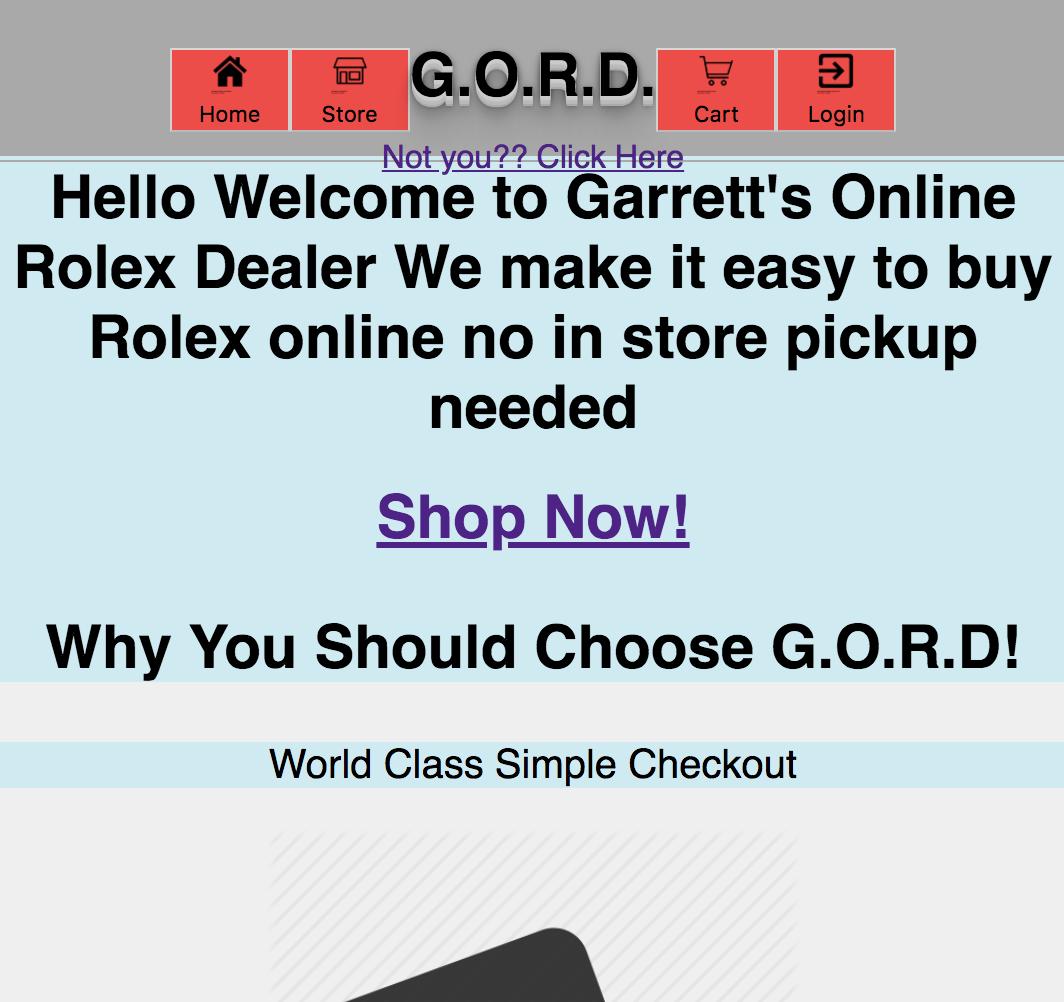 Home
Store
G.O.R.D.
Cart
Login
Not you?? Click Here
Hello Welcome to Garrett's Online
Rolex Dealer We make it easy to buy
Rolex online no in store pickup
needed
Shop Now!
Why You Should Choose G.O.R.D!
World Class Simple Checkout